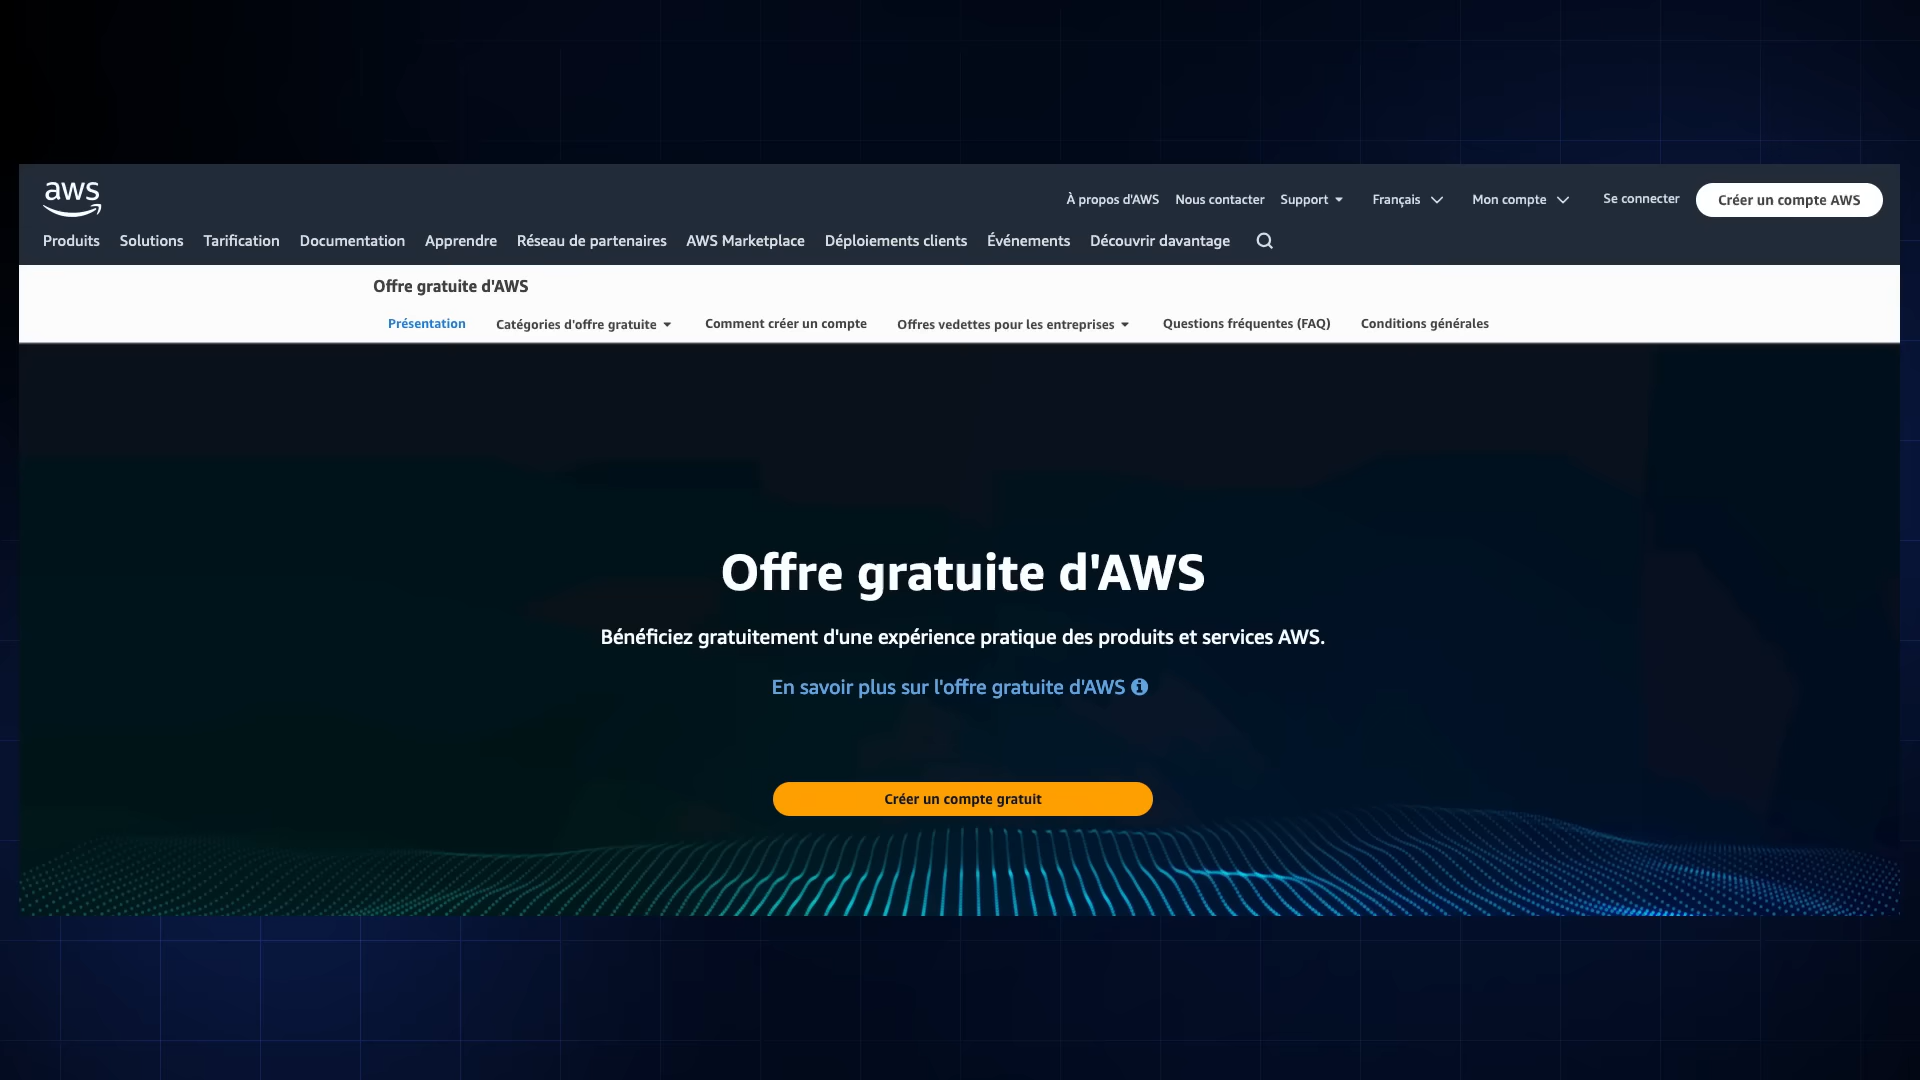 aws
À propos d'AWS Nous contacter Support Français Mon compte Se connecter Créer un compte AWS
Produits Solutions Tarification Documentation Apprendre Réseau de partenaires AWS Marketplace Déploiements clients Événements Découvrir davantage
Offre gratuite d'AWS
Présentation Catégories d'offre gratuite Comment créer un compte Offres vedettes pour les entreprises Questions fréquentes (FAQ) Conditions générales
Offre gratuite d'AWS
Bénéficiez gratuitement d'une expérience pratique des produits et services AWS.
En savoir plus sur l'offre gratuite d'AWS
Créer un compte gratuit